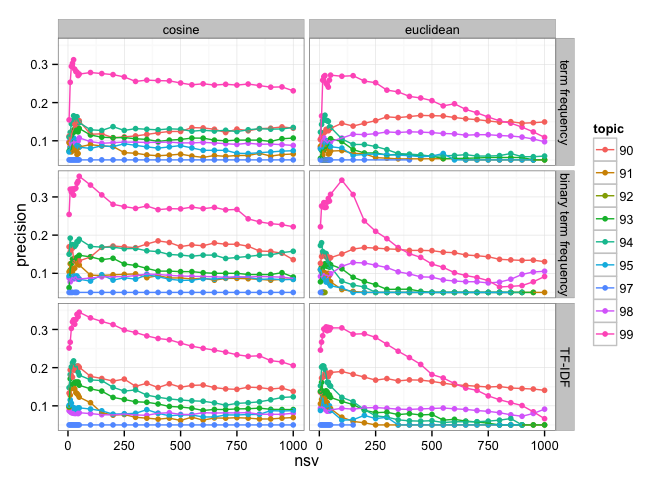 cosine
euclidean
0.3
0.2
0.1
term frequency
0.3
0.2
0.1
binary term frequency
0.3
0.2
0.1
TF-IDF
precision
0 250 500 750 1000
0 250 500 750 1000
nsv
topic
90
91
92
93
94
95
97
98
99